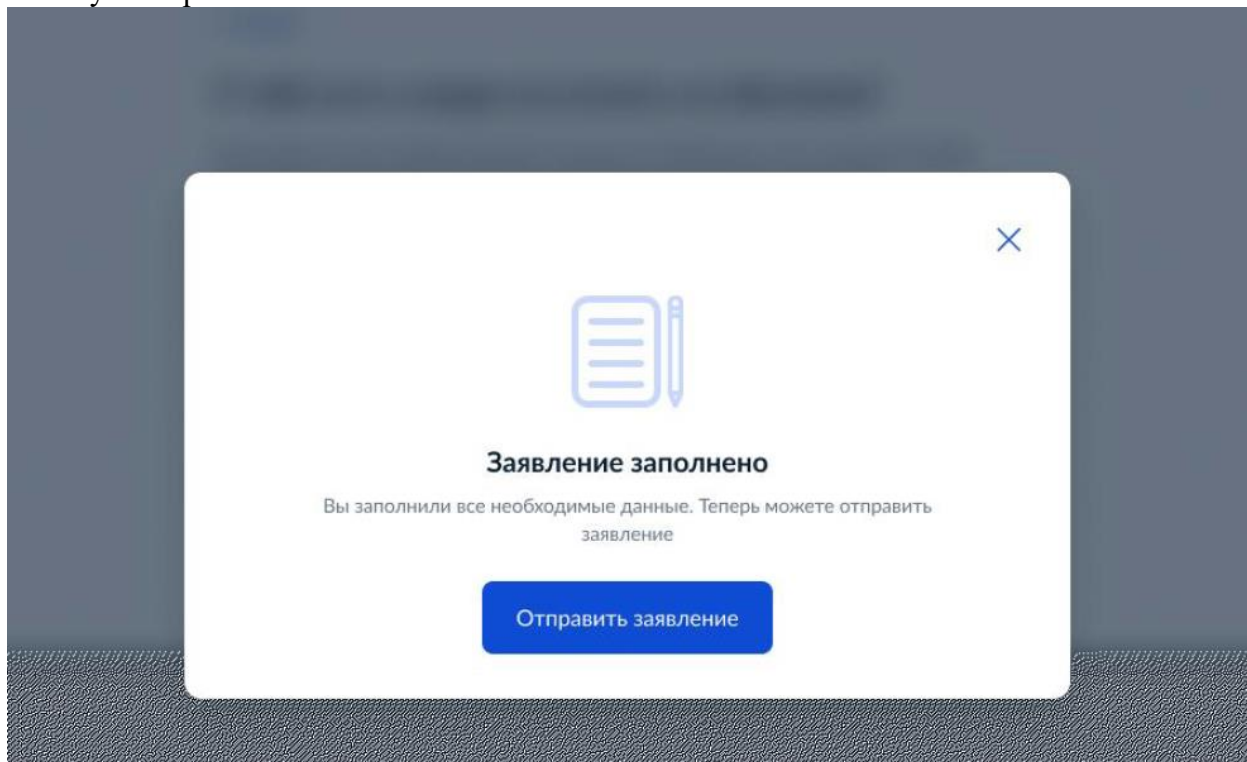 Заявление заполнено
Вы заполнили все необходимые данные. Теперь можете отправить
заявление
Отправить заявление